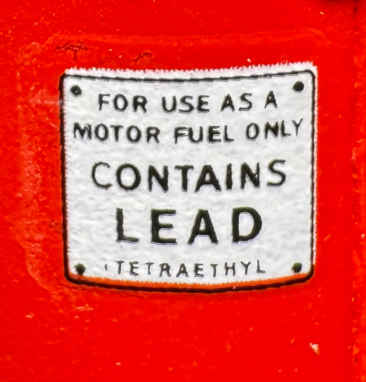 FOR USE AS A
MOTOR FUEL ONLY
CONTAINS
LEAD
TETRAETHYL